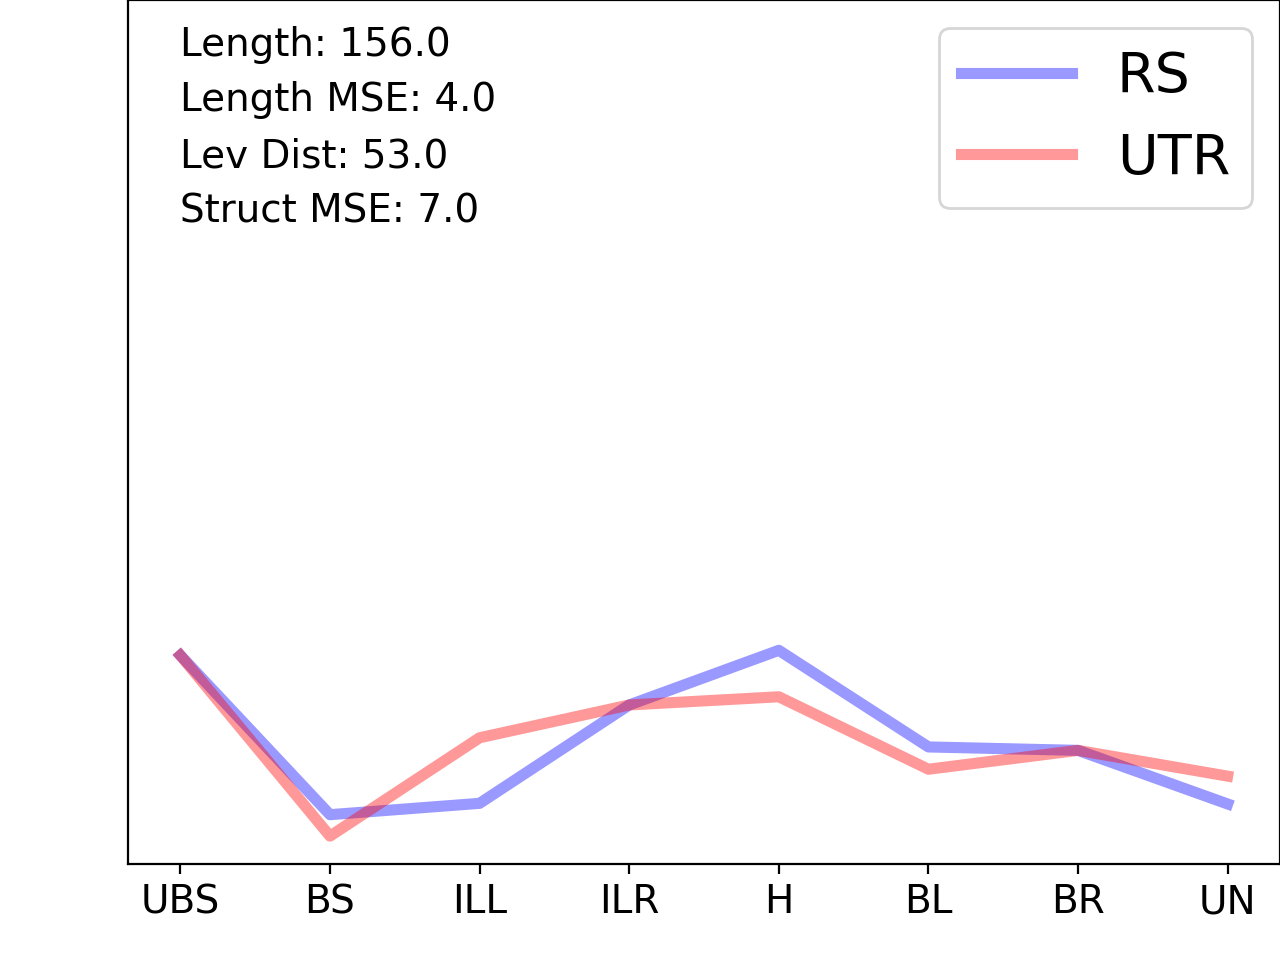 Length: 156.0
Length MSE: 4.0
Lev Dist: 53.0
Struct MSE: 7.0
RS
UTR
UBS BS ILL ILR H BL BR UN